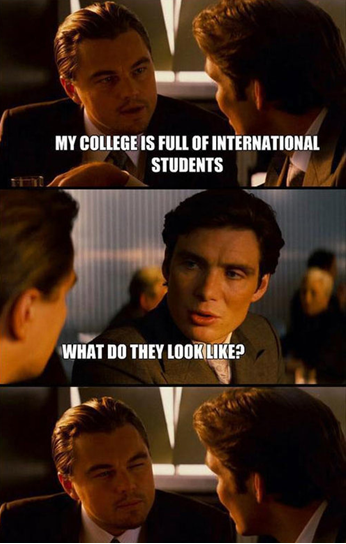 MY COLLEGE IS FULL OF INTERNATIONAL
STUDENTS
WHAT DO THEY LOOK LIKE?